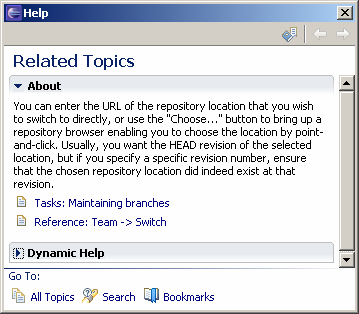 Help
Related Topics
About
You can enter the URL of the repository location that you wish
to switch to directly, or use the "Choose..." button to bring up a
repository browser enabling you to choose the location by point-
and-click. Usually, you want the HEAD revision of the selected
location, but if you specify a specific revision number, ensure
that the chosen repository location did indeed exist at that
revision.
Tasks: Maintaining branches
Reference: Team -> Switch
Dynamic Help
Go To:
All Topics Search Bookmarks